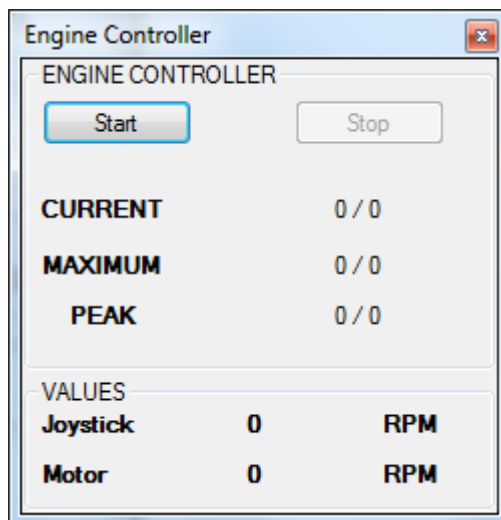 Engine Controller
ENGINE CONTROLLER
Start Stop
CURRENT 0 / 0
MAXIMUM 0 / 0
PEAK 0 / 0
VALUES
Joystick 0 RPM
Motor 0 RPM